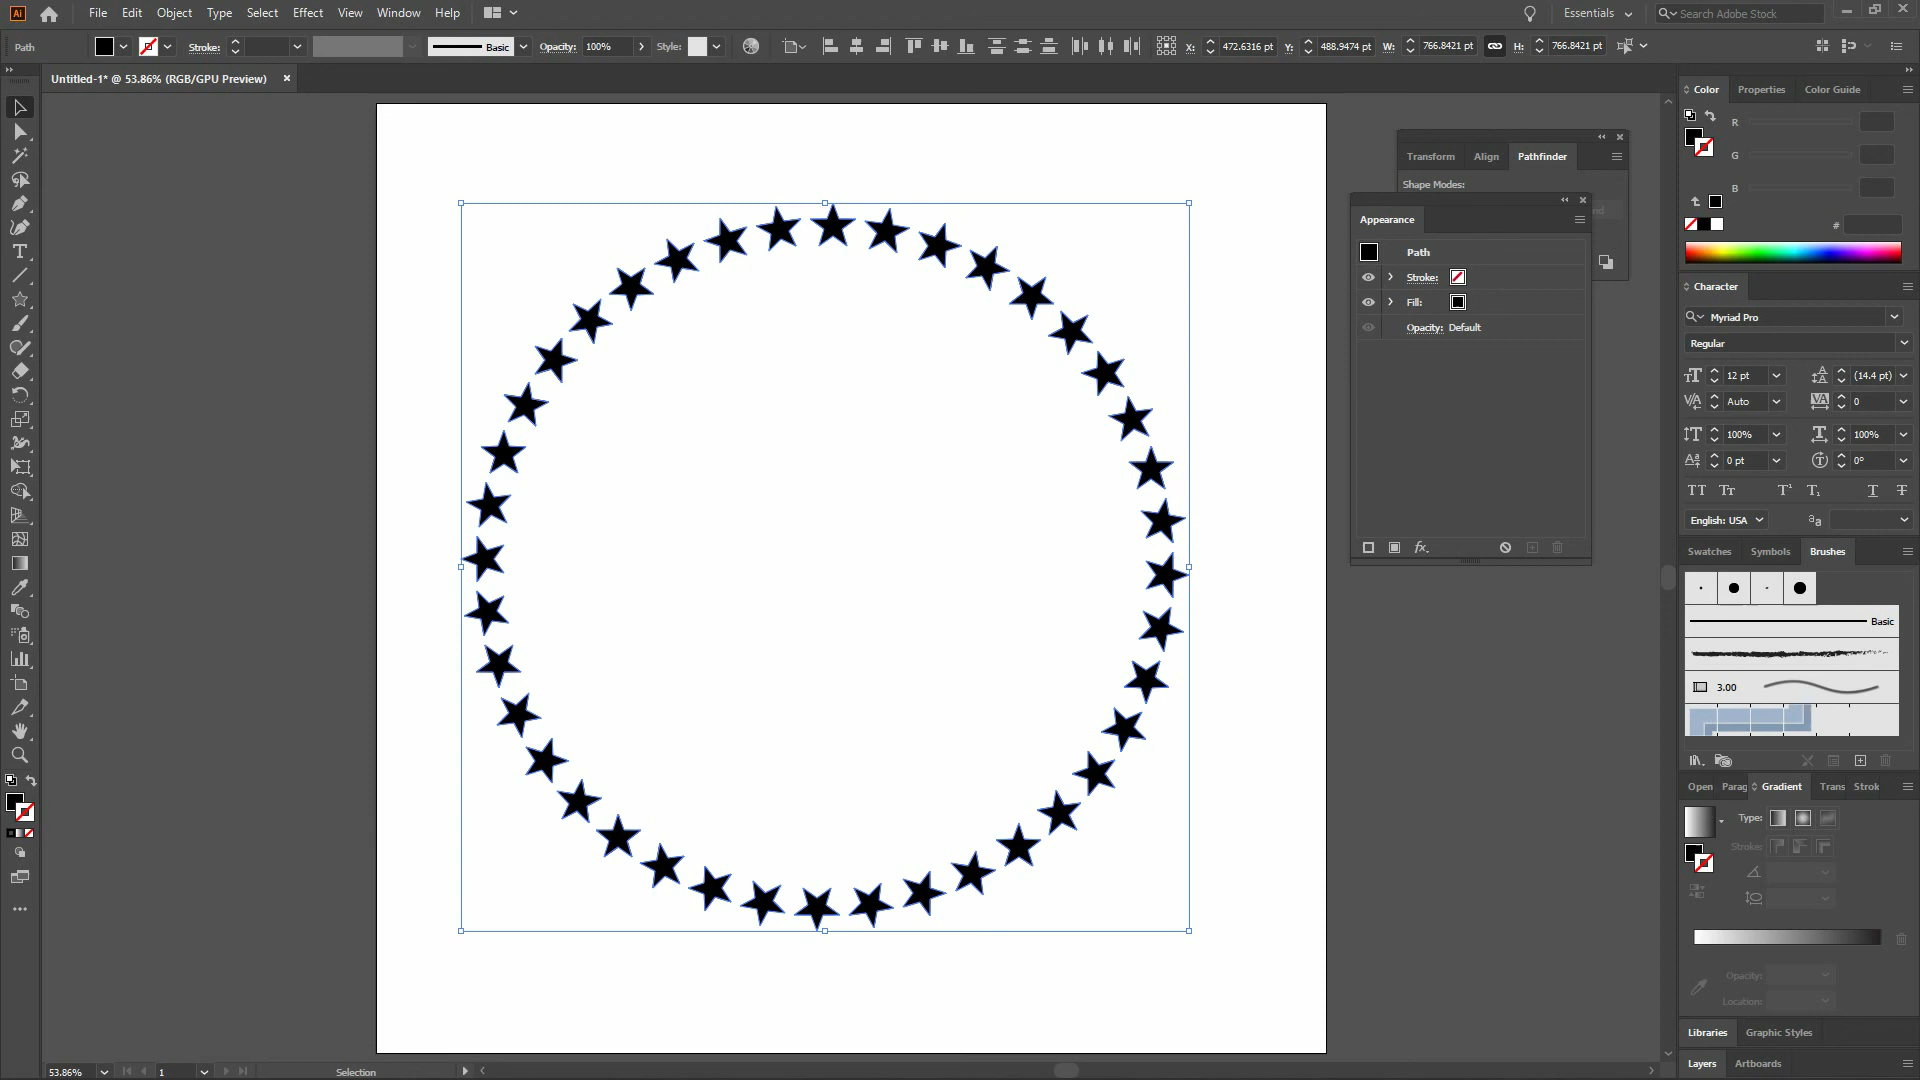 Ai File Edit Object Type Select Effect View Window Help Essentials Search Adobe Stock
Path Stroke: Basic Opacity: 100% Style: X: 472.6316 pt Y: 488.9474 pt W: 766.8421 pt H: 766.8421 pt
Untitled-1* @ 53.86% (RGB/GPU Preview)
Color Properties Color Guide
R
G
B
#
Transform Align Pathfinder
Shape Modes:
Appearance
Path
Stroke:
Fill:
Opacity: Default
fx.
Character
Myriad Pro
Regular
12 pt (14.4 pt)
Auto 0
100% 100%
0 pt 0°
English: USA
Swatches Symbols Brushes
Basic
3.00
Open Parag Gradient Trans Strok
Type:
Stroke:
Opacity:
Location:
Libraries Graphic Styles
Layers Artboards
53.86% 1 Selection